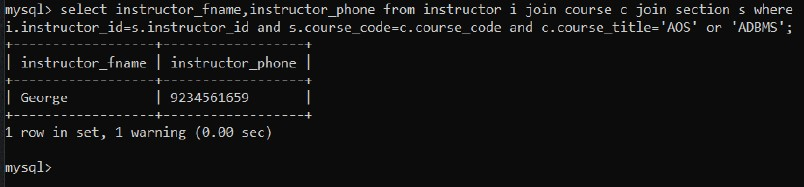 mysql> select instructor_fname,instructor_phone from instructor i join course c join section s where
i.instructor_id=s.instructor_id and s.course_code=c.course_code and c.course_title='AOS' or 'ADBMS';
+------------------+------------------+
| instructor_fname | instructor_phone |
+------------------+------------------+
| George           | 9234561659       |
+------------------+------------------+
1 row in set, 1 warning (0.00 sec)
mysql>